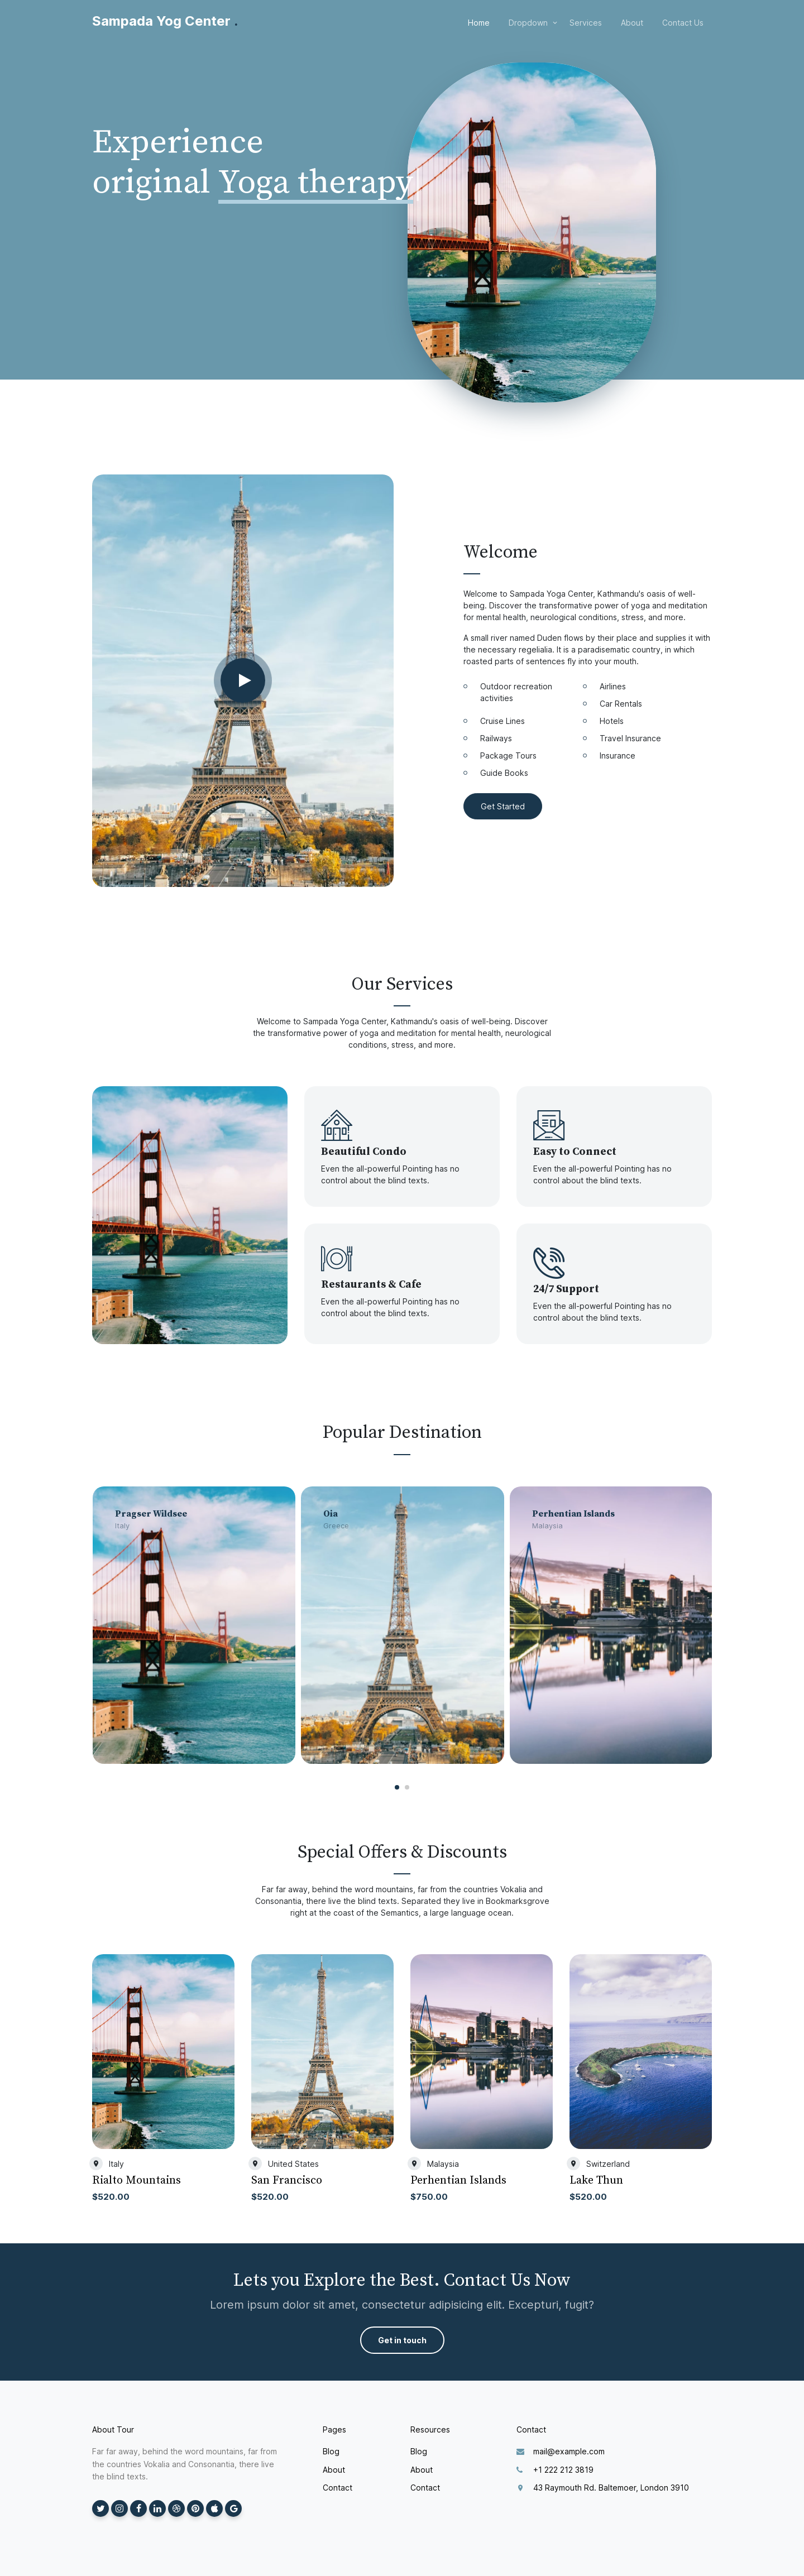 Sampada Yog Center .
Home Dropdown Services About Contact Us
Experience
original Yoga therapy
Welcome
Welcome to Sampada Yoga Center, Kathmandu's oasis of well-
being. Discover the transformative power of yoga and meditation
for mental health, neurological conditions, stress, and more.
A small river named Duden flows by their place and supplies it with
the necessary regelialia. It is a paradisematic country, in which
roasted parts of sentences fly into your mouth.
Outdoor recreation
activities
Cruise Lines
Railways
Package Tours
Guide Books
Airlines
Car Rentals
Hotels
Travel Insurance
Insurance
Get Started
Our Services
Welcome to Sampada Yoga Center, Kathmandu's oasis of well-being. Discover
the transformative power of yoga and meditation for mental health, neurological
conditions, stress, and more.
Beautiful Condo
Even the all-powerful Pointing has no
control about the blind texts.
Easy to Connect
Even the all-powerful Pointing has no
control about the blind texts.
Restaurants & Cafe
Even the all-powerful Pointing has no
control about the blind texts.
24/7 Support
Even the all-powerful Pointing has no
control about the blind texts.
Popular Destination
Pragser Wildsee
Italy
Oia
Greece
Perhentian Islands
Malaysia
Special Offers & Discounts
Far far away, behind the word mountains, far from the countries Vokalia and
Consonantia, there live the blind texts. Separated they live in Bookmarksgrove
right at the coast of the Semantics, a large language ocean.
Italy
Rialto Mountains
$520.00
United States
San Francisco
$520.00
Malaysia
Perhentian Islands
$750.00
Switzerland
Lake Thun
$520.00
Lets you Explore the Best. Contact Us Now
Lorem ipsum dolor sit amet, consectetur adipisicing elit. Excepturi, fugit?
Get in touch
About Tour
Far far away, behind the word mountains, far from
the countries Vokalia and Consonantia, there live
the blind texts.
Pages
Blog
About
Contact
Resources
Blog
About
Contact
Contact
mail@example.com
+1 222 212 3819
43 Raymouth Rd. Baltemoer, London 3910